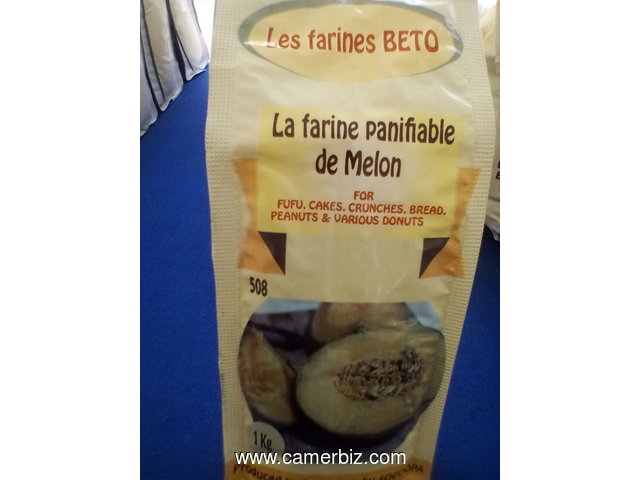 Les farines BETO
La farine panifiable
de Melon
FOR
FUFU, CAKES, CRUNCHES, BREAD,
PEANUTS & VARIOUS DONUTS
508
1 Kg
www.camerbiz.com
Produced